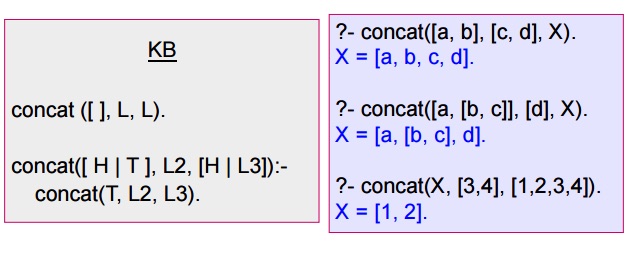 KB
concat ([ ], L, L).
concat([ H | T ], L2, [H | L3]):-
concat(T, L2, L3).
?- concat([a, b], [c, d], X).
X = [a, b, c, d].
?- concat([a, [b, c]], [d], X).
X = [a, [b, c], d].
?- concat(X, [3,4], [1,2,3,4]).
X = [1, 2].